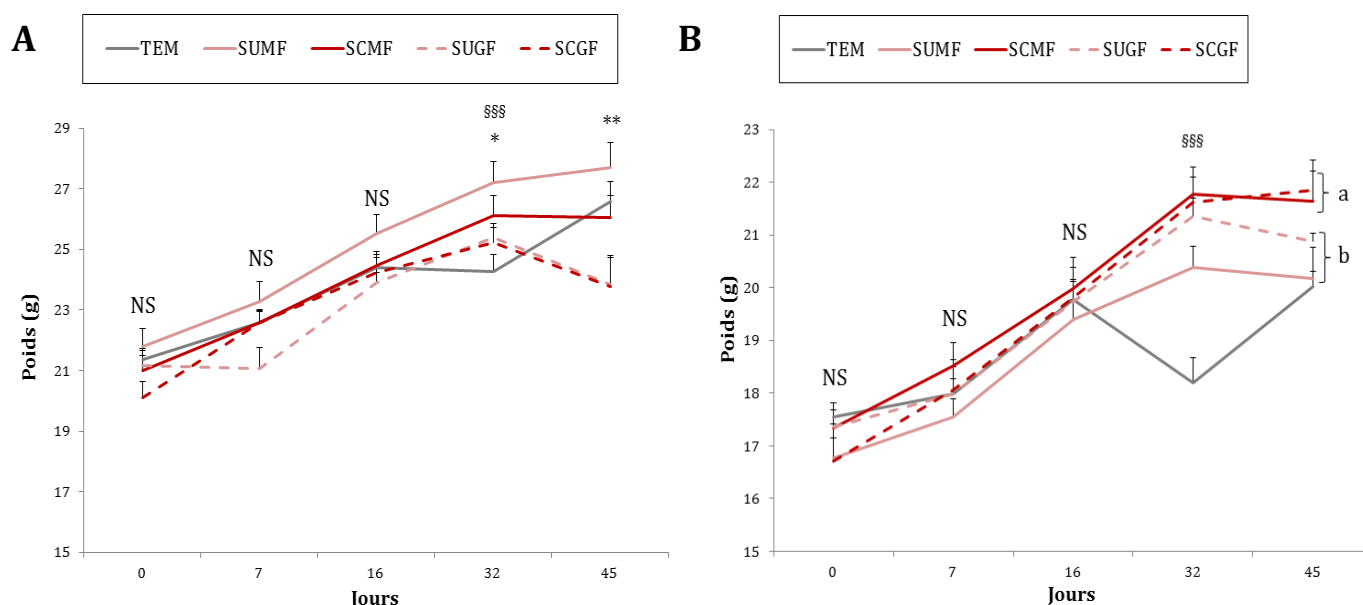 A
TEM SUMF SCMF SUGF SCGF
Poids (g)
29
27
25
23
21
19
17
15
NS
NS
NS
§§§
*
**
0 7 16 32 45
Jours
B
TEM SUMF SCMF SUGF SCGF
Poids (g)
23
22
21
20
19
18
17
16
15
NS
NS
NS
§§§
a
b
0 7 16 32 45
Jours